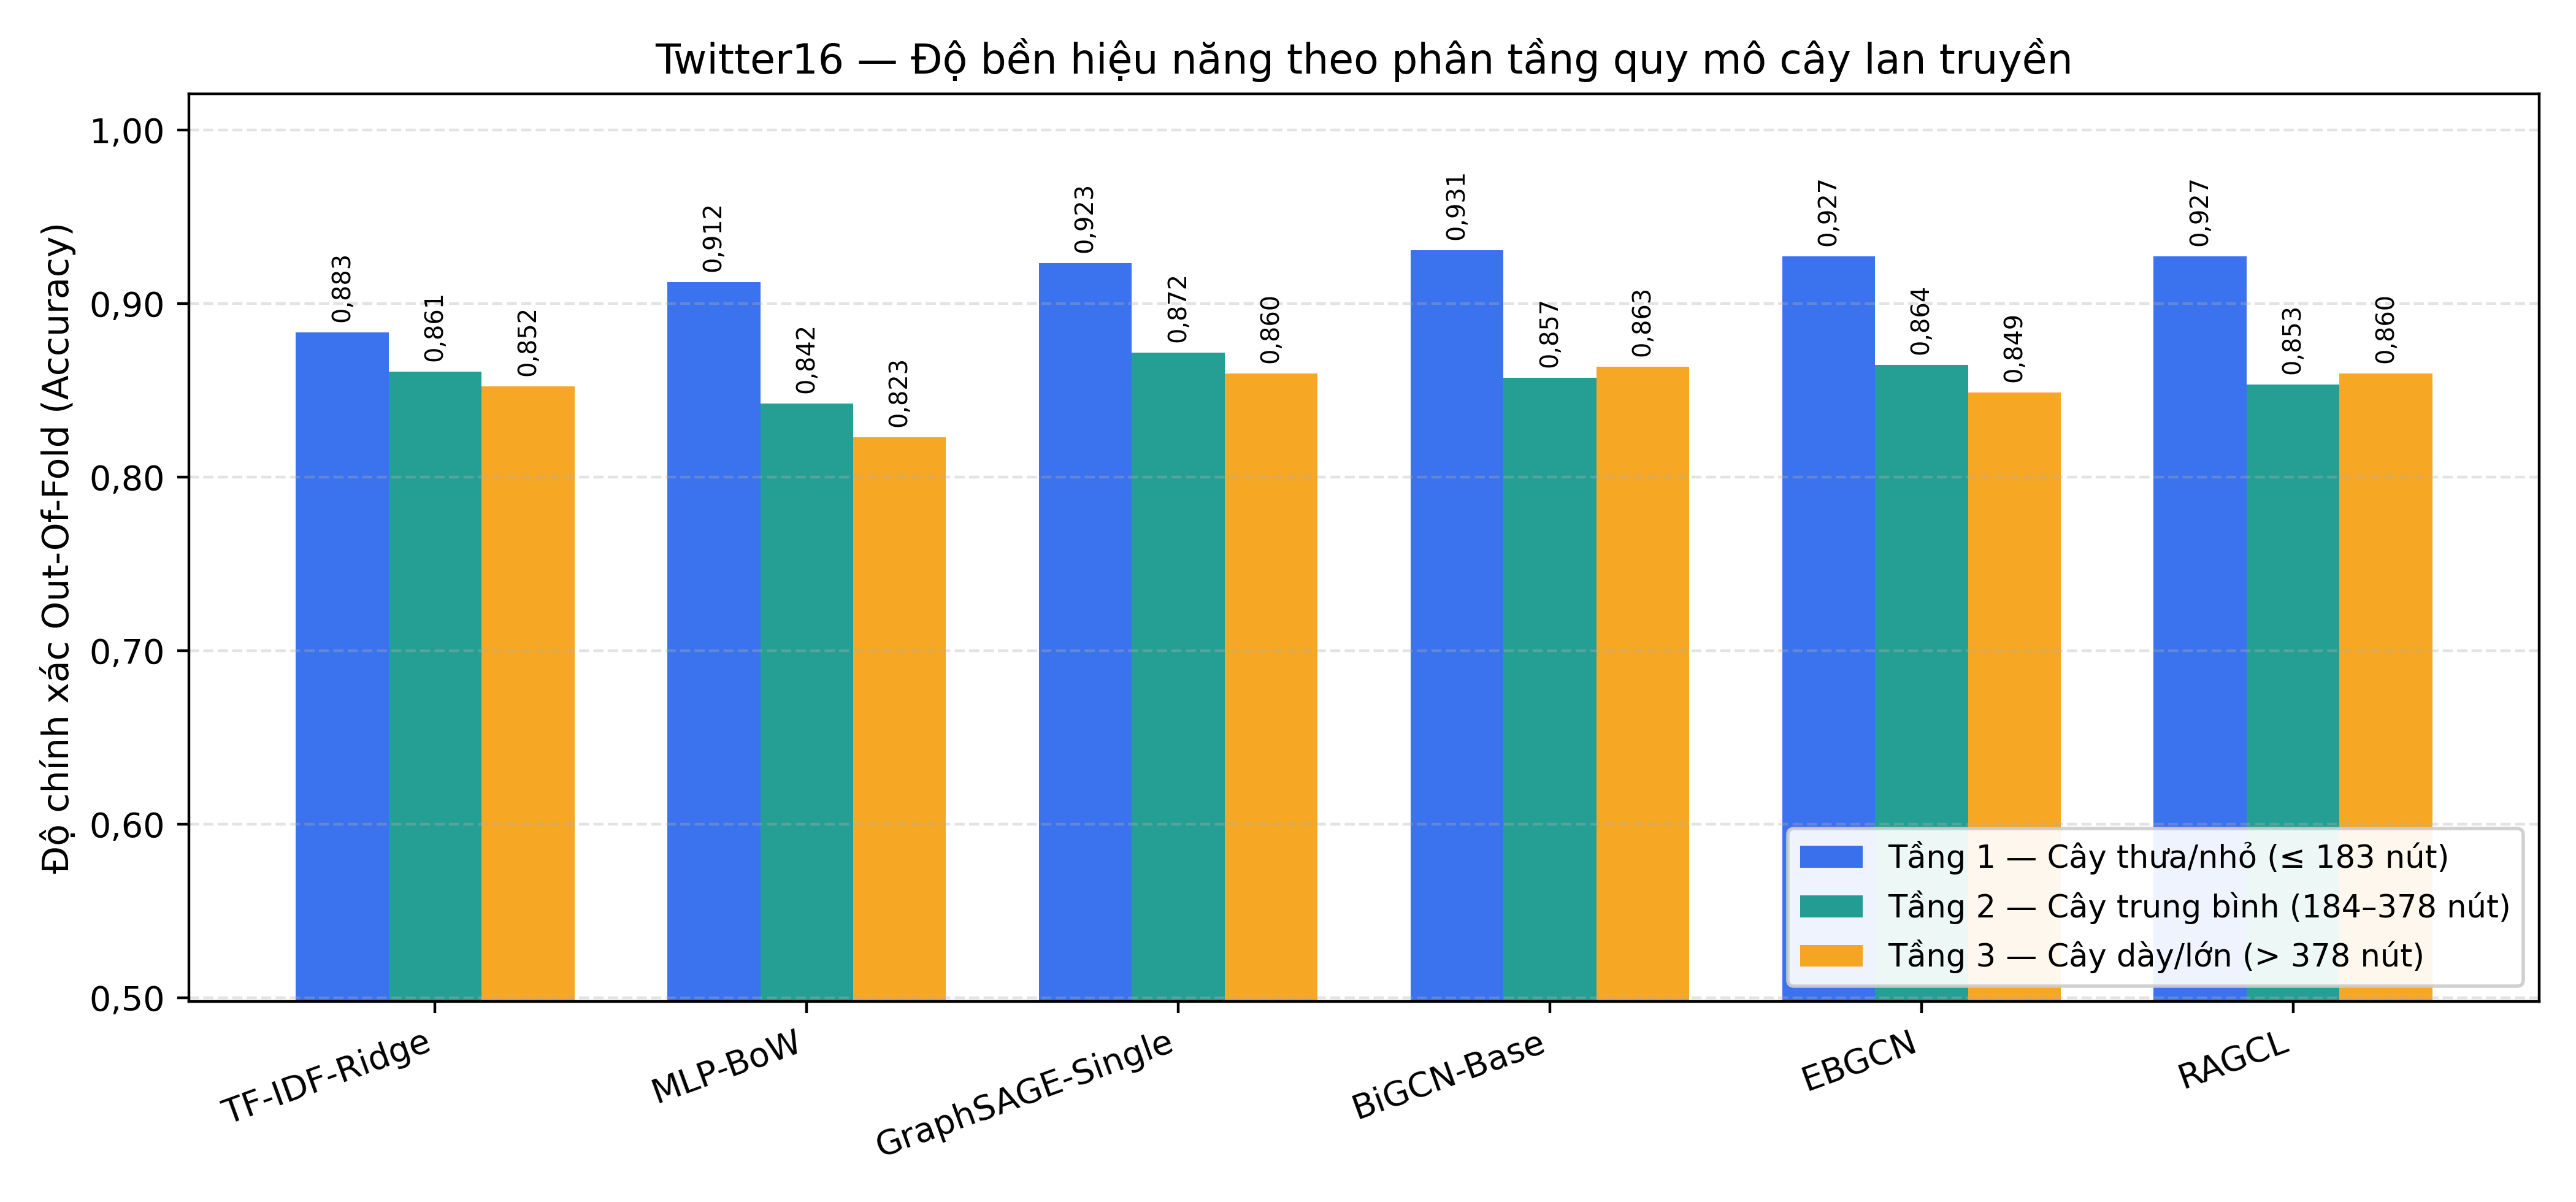 Twitter16 — Độ bền hiệu năng theo phân tầng quy mô cây lan truyền
Độ chính xác Out-Of-Fold (Accuracy)
1,00
0,90
0,80
0,70
0,60
0,50
0,883
0,861
0,852
0,912
0,842
0,823
0,923
0,872
0,860
0,931
0,857
0,863
0,927
0,864
0,849
0,927
0,853
0,860
Tầng 1 — Cây thưa/nhỏ (≤ 183 nút)
Tầng 2 — Cây trung bình (184–378 nút)
Tầng 3 — Cây dày/lớn (> 378 nút)
TF-IDF-Ridge
MLP-BoW
GraphSAGE-Single
BiGCN-Base
EBGCN
RAGCL